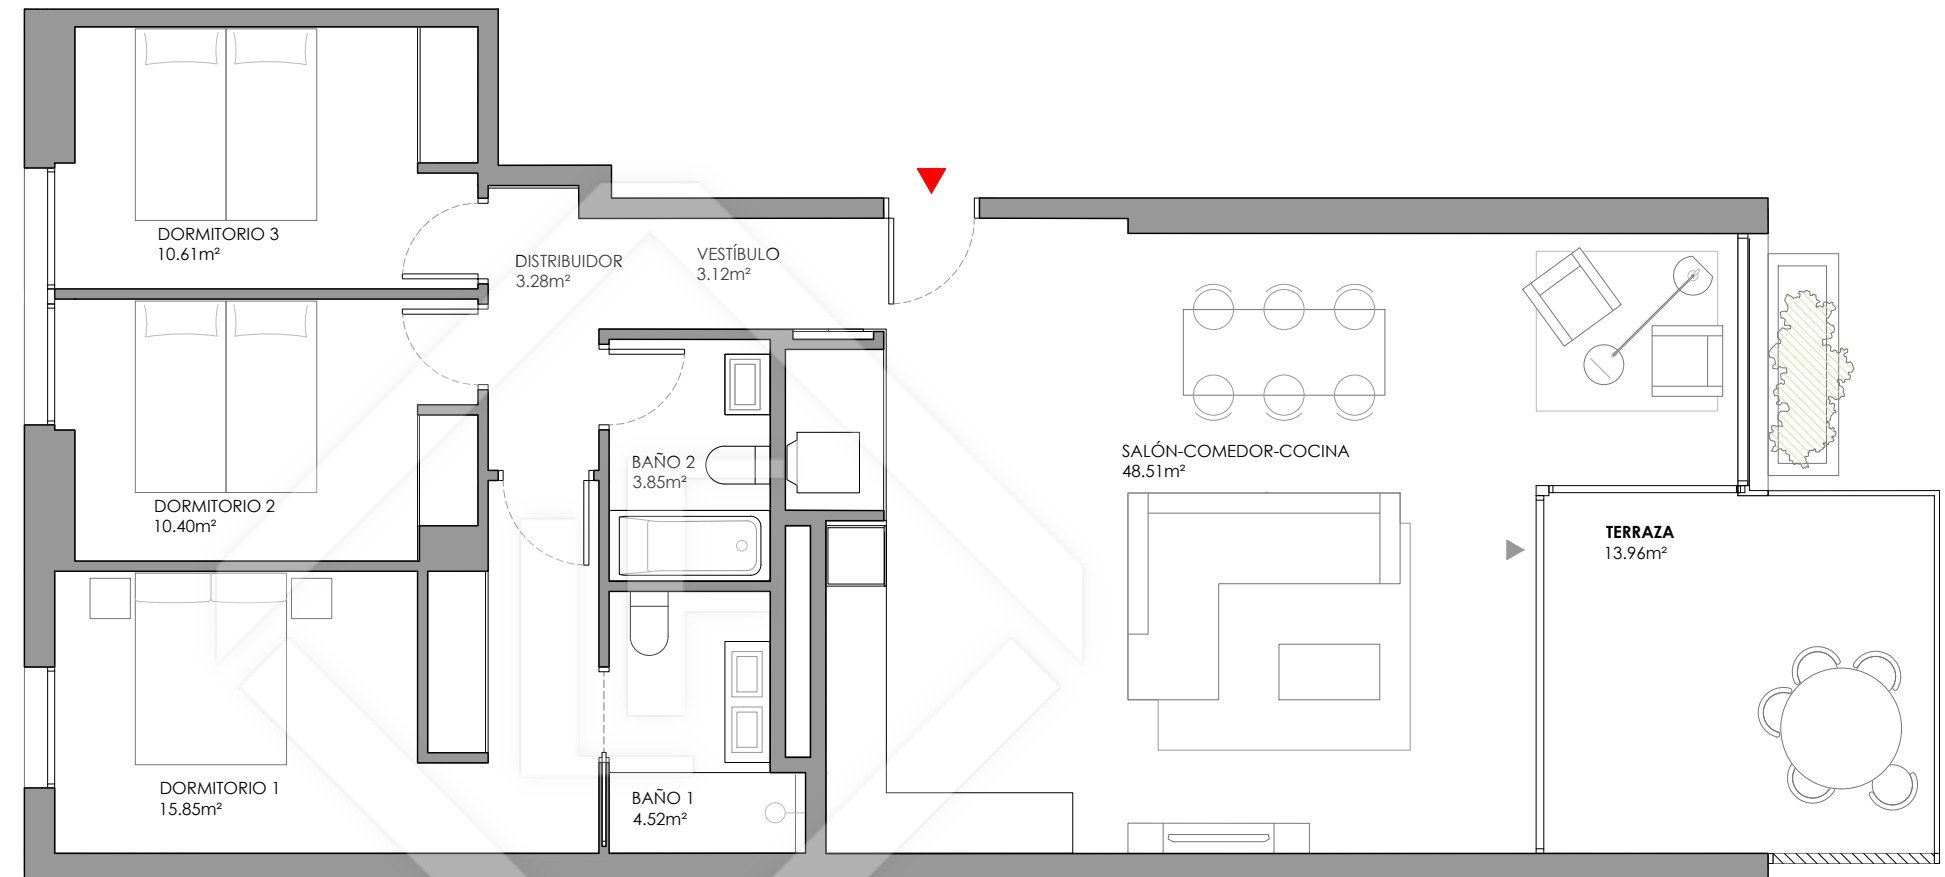 DORMITORIO 3
10.61m²
DISTRIBUIDOR
3.28m²
VESTÍBULO
3.12m²
SALÓN-COMEDOR-COCINA
48.51m²
BAÑO 2
3.85m²
DORMITORIO 2
10.40m²
TERRAZA
13.96m²
DORMITORIO 1
15.85m²
BAÑO 1
4.52m²